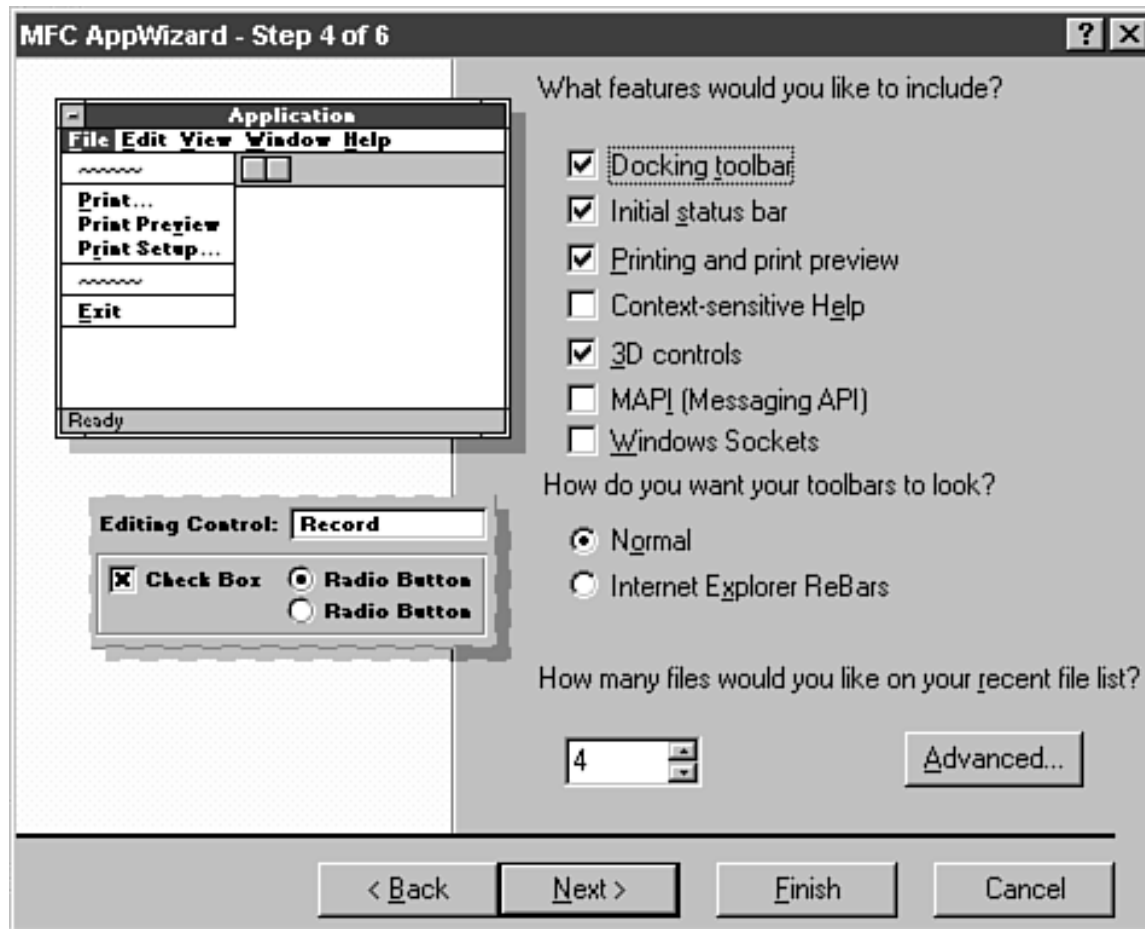 MFC AppWizard - Step 4 of 6
Application
File Edit View Window Help
Print...
Print Preview
Print Setup...
Exit
Ready
Editing Control: Record
Check Box Radio Button
Radio Button
What features would you like to include?
Docking toolbar
Initial status bar
Printing and print preview
Context-sensitive Help
3D controls
MAPI (Messaging API)
Windows Sockets
How do you want your toolbars to look?
Normal
Internet Explorer ReBars
How many files would you like on your recent file list?
4
Advanced...
< Back Next > Finish Cancel